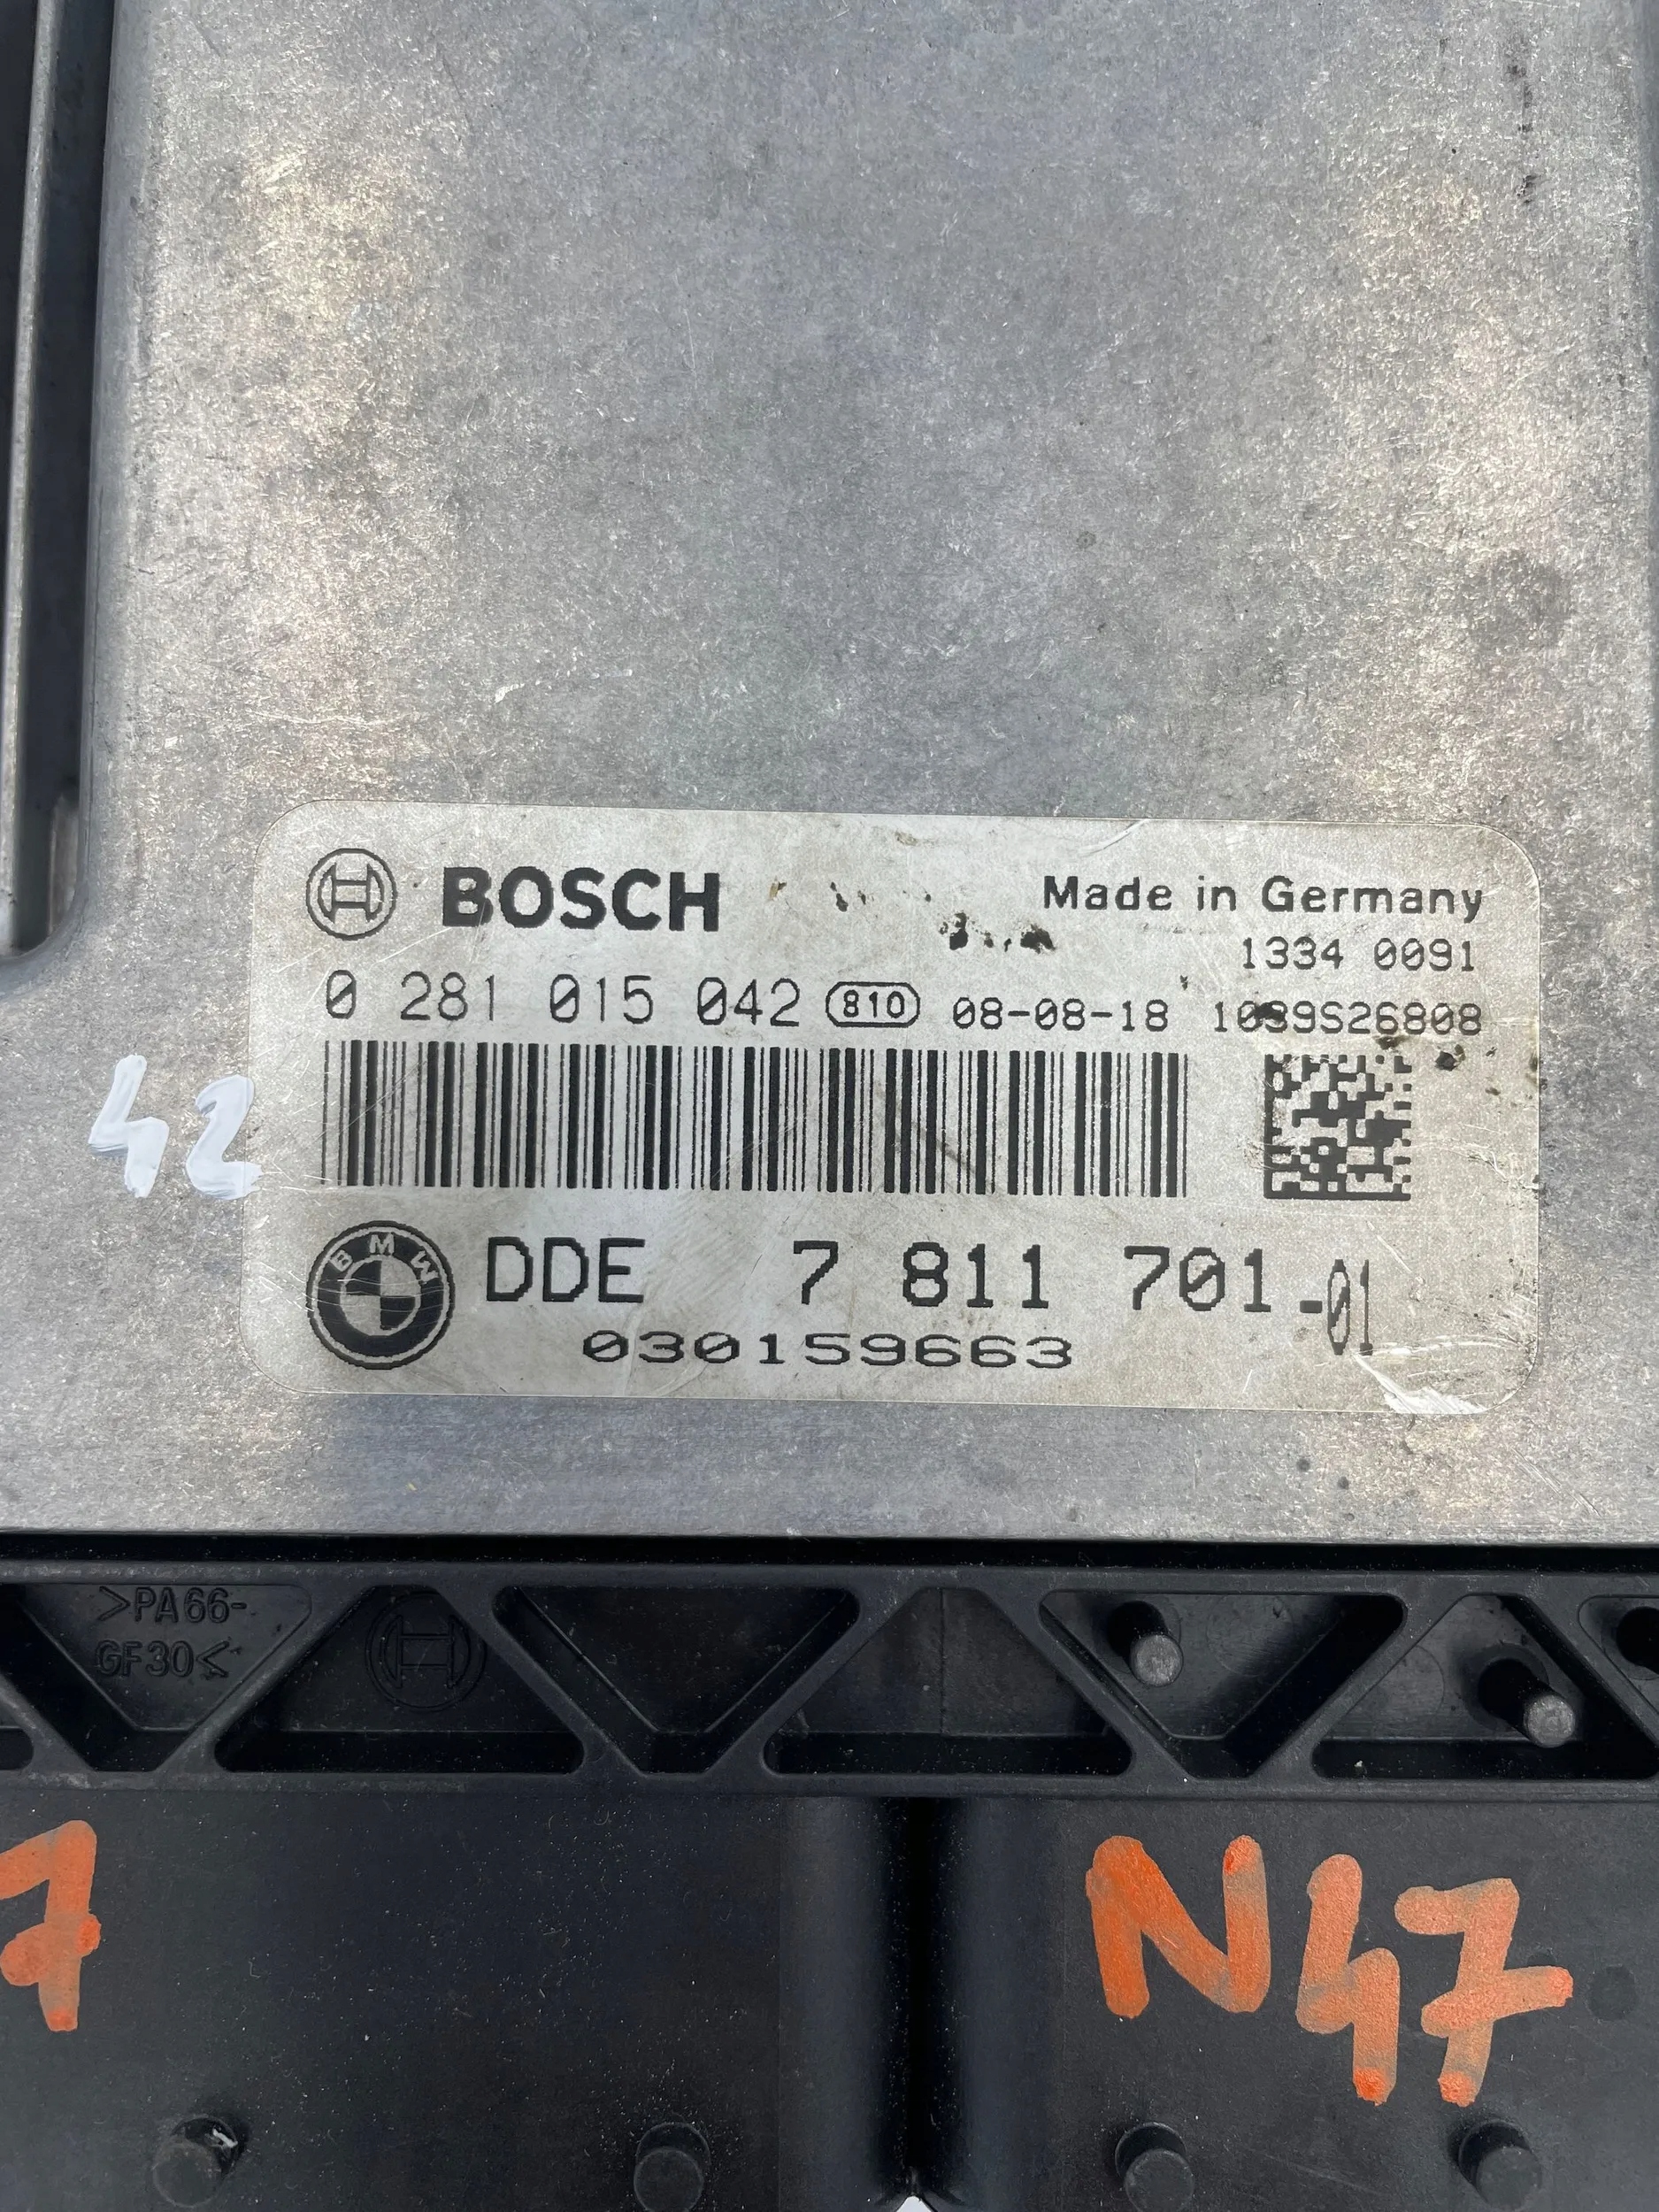 BOSCH
Made in Germany
1334 0091
0 281 015 042 810 08-08-18 1039S26808
42
BMW
DDE 7 811 701-01
030159663
>PA66-
GF30<
7
N47